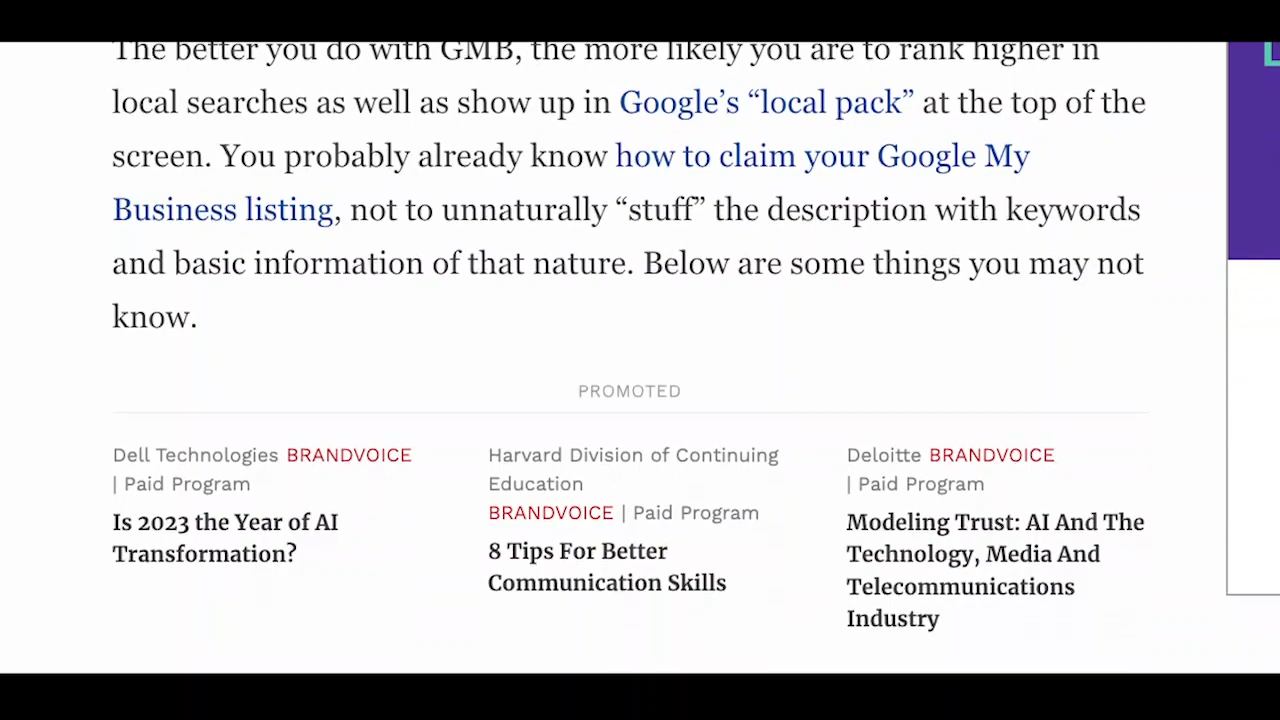 The better you do with GMB, the more likely you are to rank higher in
local searches as well as show up in Google’s “local pack” at the top of the
screen. You probably already know how to claim your Google My
Business listing, not to unnaturally “stuff” the description with keywords
and basic information of that nature. Below are some things you may not
know.
PROMOTED
Dell Technologies BRANDVOICE
| Paid Program
Is 2023 the Year of AI
Transformation?
Harvard Division of Continuing
Education
BRANDVOICE | Paid Program
8 Tips For Better
Communication Skills
Deloitte BRANDVOICE
| Paid Program
Modeling Trust: AI And The
Technology, Media And
Telecommunications
Industry